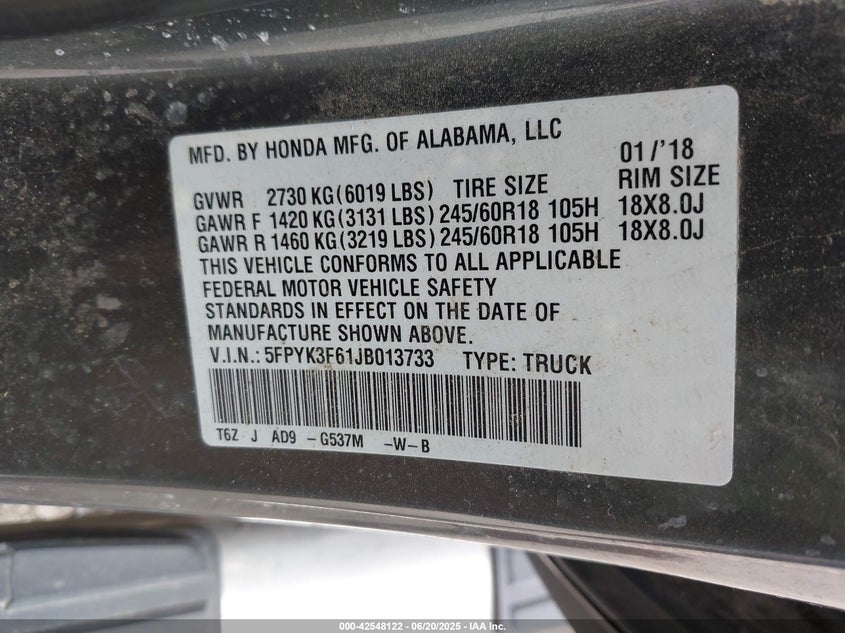 MFD. BY HONDA MFG. OF ALABAMA, LLC 01/'18
GVWR 2730 KG(6019 LBS) TIRE SIZE RIM SIZE
GAWR F 1420 KG(3131 LBS) 245/60R18 105H 18X8.0J
GAWR R 1460 KG(3219 LBS) 245/60R18 105H 18X8.0J
THIS VEHICLE CONFORMS TO ALL APPLICABLE
FEDERAL MOTOR VEHICLE SAFETY
STANDARDS IN EFFECT ON THE DATE OF
MANUFACTURE SHOWN ABOVE.
V.I.N.: 5FPYK3F61JB013733 TYPE: TRUCK
T6Z J AD9 -G537M -W-B
000-42548122 - 06/20/2025 - IAA Inc.